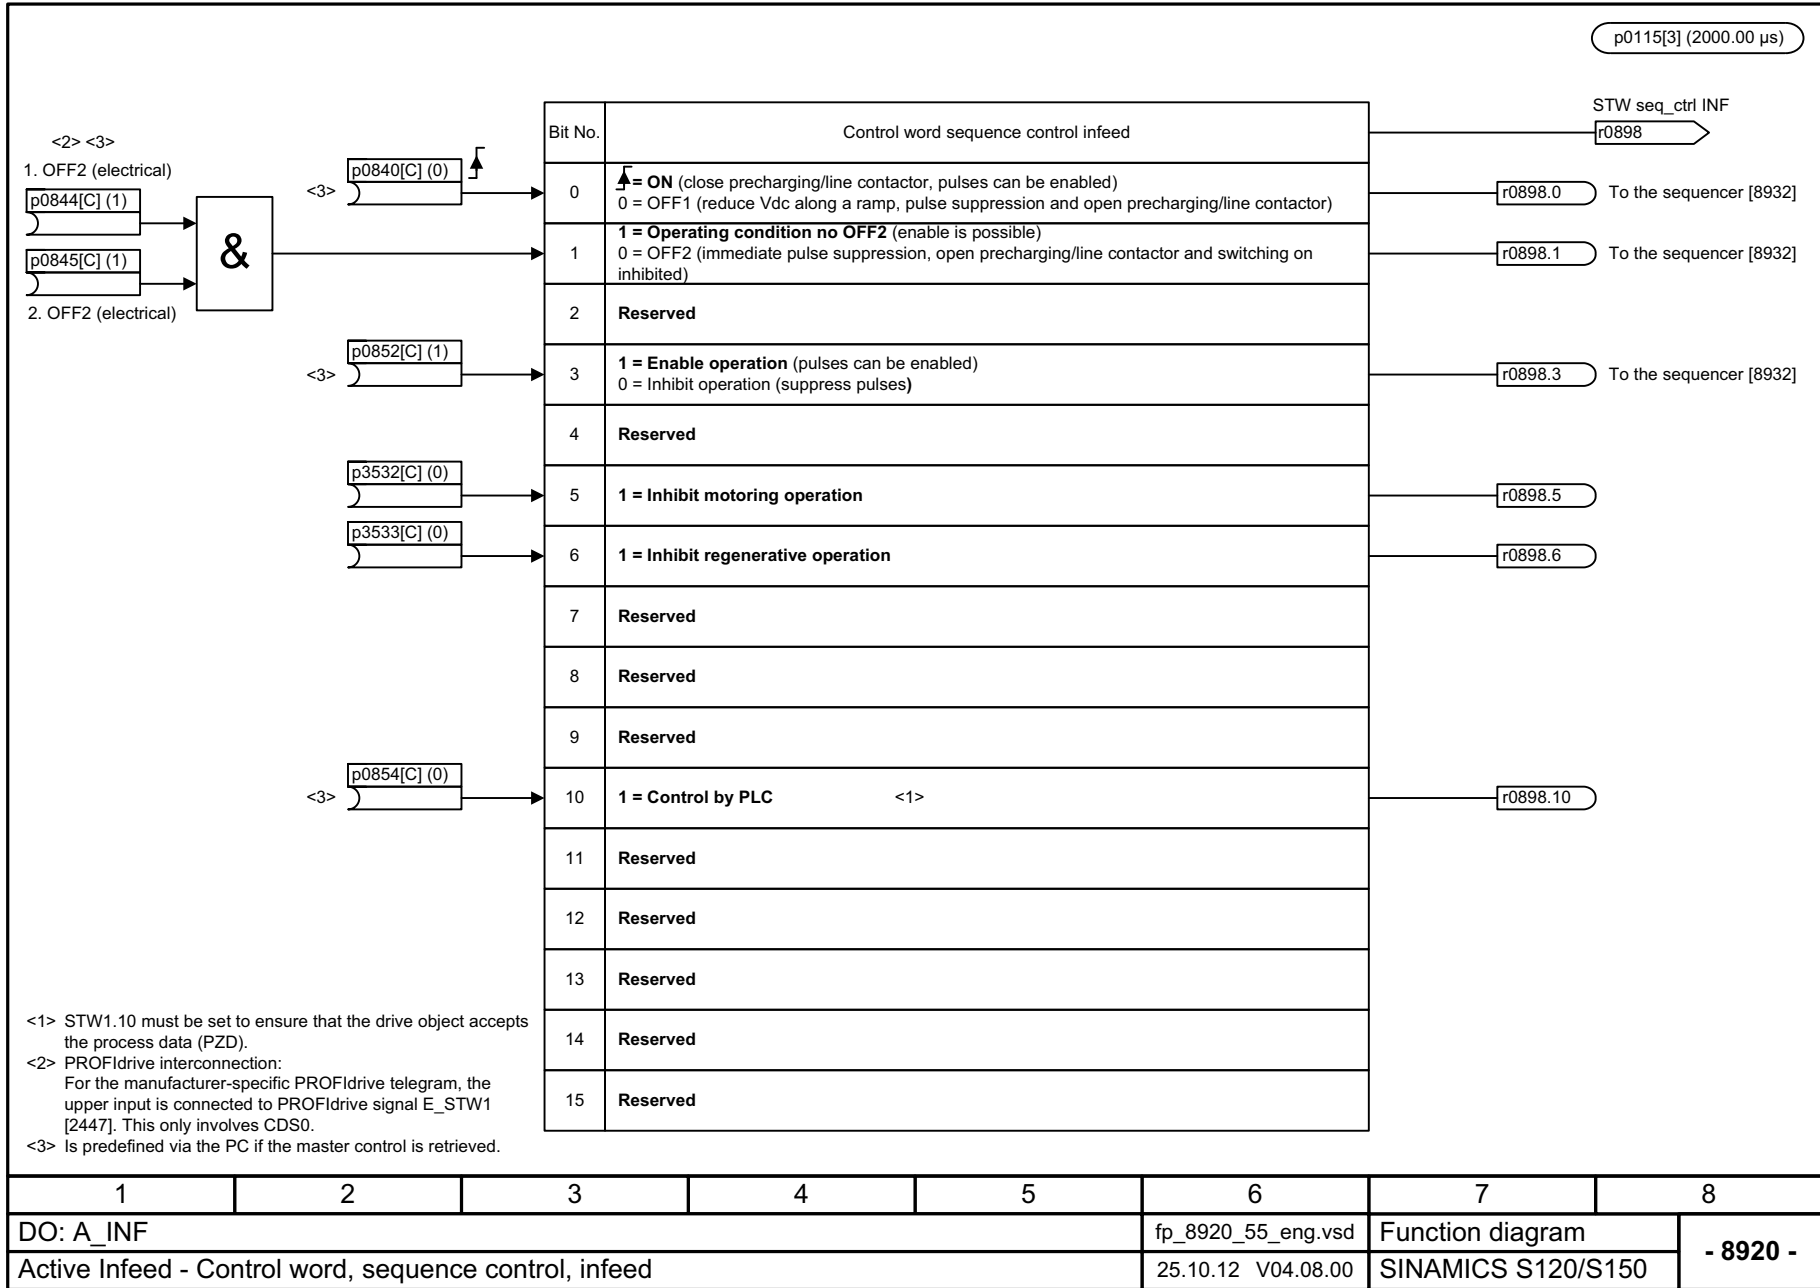 p0115[3] (2000.00 µs)
STW seq_ctrl INF
r0898
Bit No.
Control word sequence control infeed
<2> <3>
1. OFF2 (electrical)
p0844[C] (1)
p0845[C] (1)
2. OFF2 (electrical)
&
<3>
p0840[C] (0)
0
= ON (close precharging/line contactor, pulses can be enabled)
0 = OFF1 (reduce Vdc along a ramp, pulse suppression and open precharging/line contactor)
r0898.0
To the sequencer [8932]
1
1 = Operating condition no OFF2 (enable is possible)
0 = OFF2 (immediate pulse suppression, open precharging/line contactor and switching on
inhibited)
r0898.1
To the sequencer [8932]
2
Reserved
<3>
p0852[C] (1)
3
1 = Enable operation (pulses can be enabled)
0 = Inhibit operation (suppress pulses)
r0898.3
To the sequencer [8932]
4
Reserved
p3532[C] (0)
5
1 = Inhibit motoring operation
r0898.5
p3533[C] (0)
6
1 = Inhibit regenerative operation
r0898.6
7
Reserved
8
Reserved
9
Reserved
<3>
p0854[C] (0)
10
1 = Control by PLC
<1>
r0898.10
11
Reserved
12
Reserved
13
Reserved
14
Reserved
15
Reserved
<1> STW1.10 must be set to ensure that the drive object accepts
the process data (PZD).
<2> PROFIdrive interconnection:
For the manufacturer-specific PROFIdrive telegram, the
upper input is connected to PROFIdrive signal E_STW1
[2447]. This only involves CDS0.
<3> Is predefined via the PC if the master control is retrieved.
1 2 3 4 5 6 7 8
DO: A_INF
fp_8920_55_eng.vsd
Function diagram
- 8920 -
Active Infeed - Control word, sequence control, infeed
25.10.12 V04.08.00
SINAMICS S120/S150